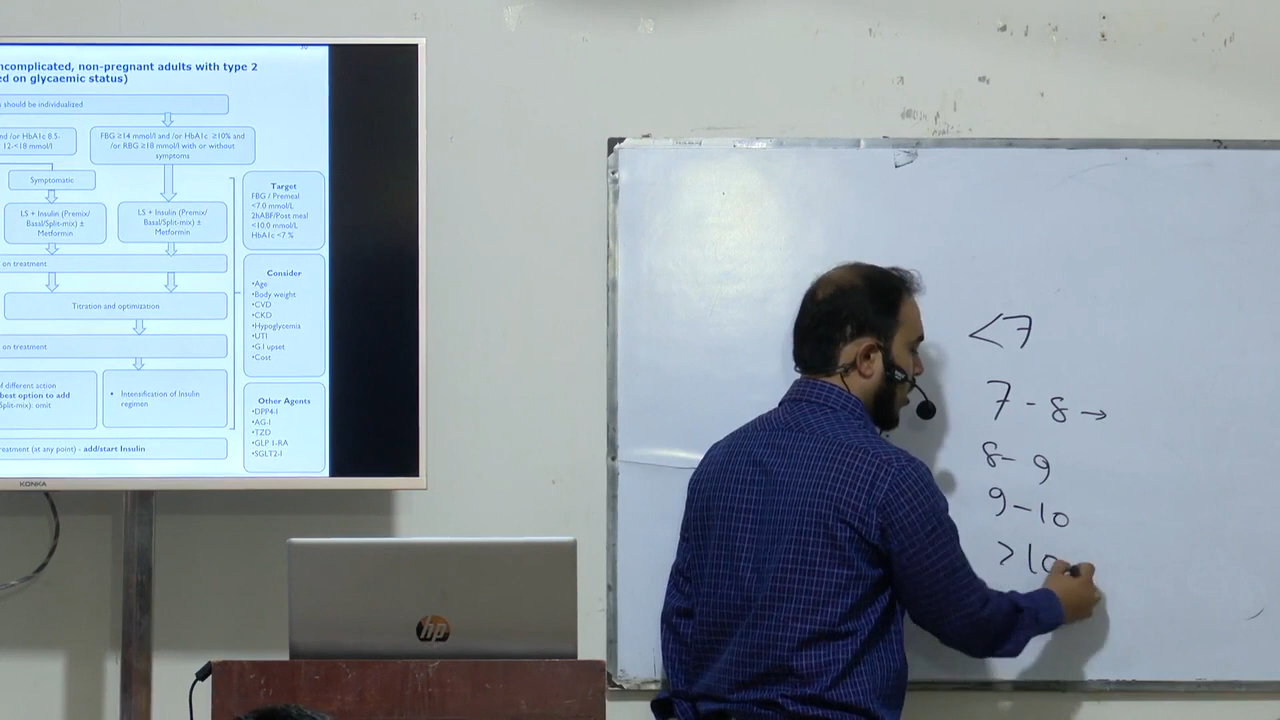 ncomplicated, non-pregnant adults with type 2
ed on glycaemic status)
s should be individualized
nd /or HbA1c 8.5-
12-<18 mmol/l
FBG ≥14 mmol/l and /or HbA1c ≥10% and
/or RBG ≥18 mmol/l with or without
symptoms
Symptomatic
LS + Insulin (Premix/
Basal/Split-mix) ±
Metformin
LS + Insulin (Premix/
Basal/Split-mix) ±
Metformin
on treatment
Titration and optimization
on treatment
of different action
best option to add
Split-mix): omit
• Intensification of Insulin
regimen
reatment (at any point) - add/start Insulin
Target
FBG / Premeal
<7.0 mmol/L
2hABF/Post meal
<10.0 mmol/L
HbA1c <7 %
Consider
•Age
•Body weight
•CVD
•CKD
•Hypoglycemia
•UTI
•G.I upset
•Cost
Other Agents
•DPP4-I
•AG-I
•TZD
•GLP 1-RA
•SGLT2-I
KONKA
hp
<7
7-8→
8-9
9-10
>10